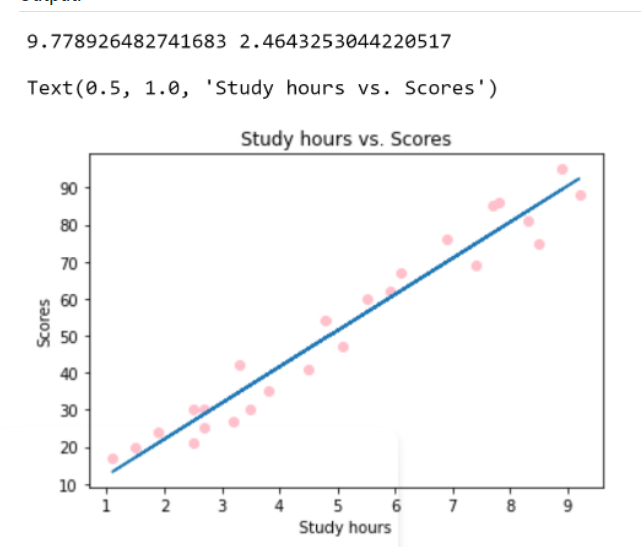 9.778926482741683 2.4643253044220517
Text(0.5, 1.0, 'Study hours vs. Scores')
Study hours vs. Scores
90
80
70
60
50
40
30
20
10
Scores
1 2 3 4 5 6 7 8 9
Study hours